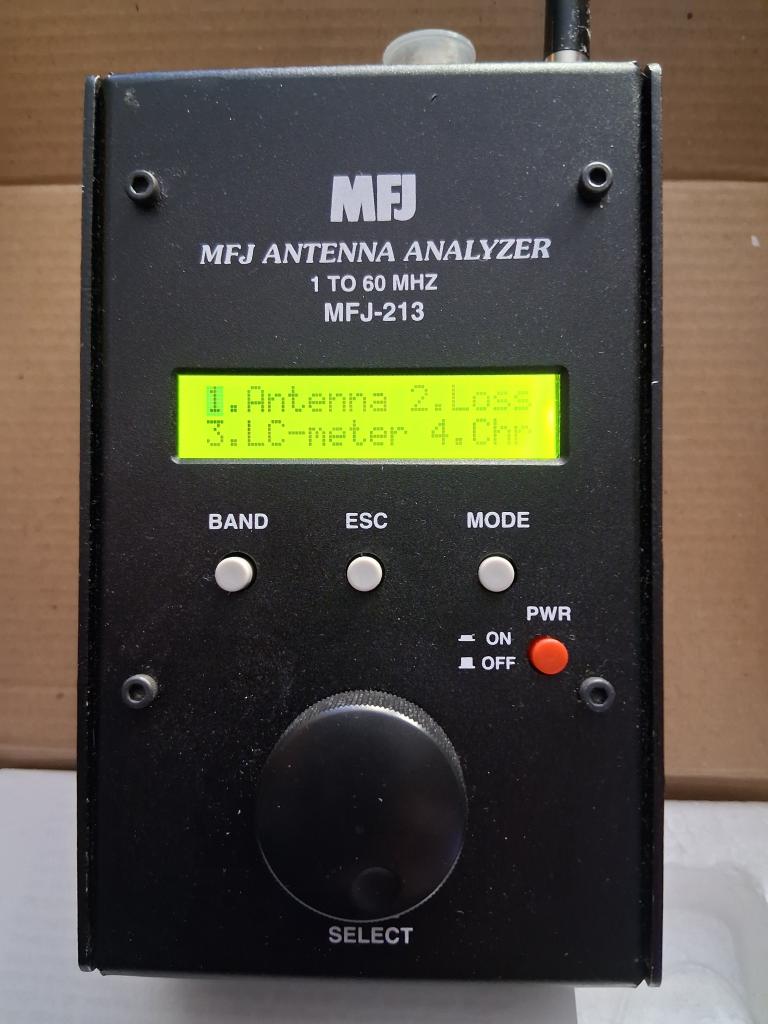 MFJ
MFJ ANTENNA ANALYZER
1 TO 60 MHZ
MFJ-213
1.Antenna 2.Loss
3.LC-meter 4.Chr
BAND ESC MODE
PWR
ON
OFF
SELECT